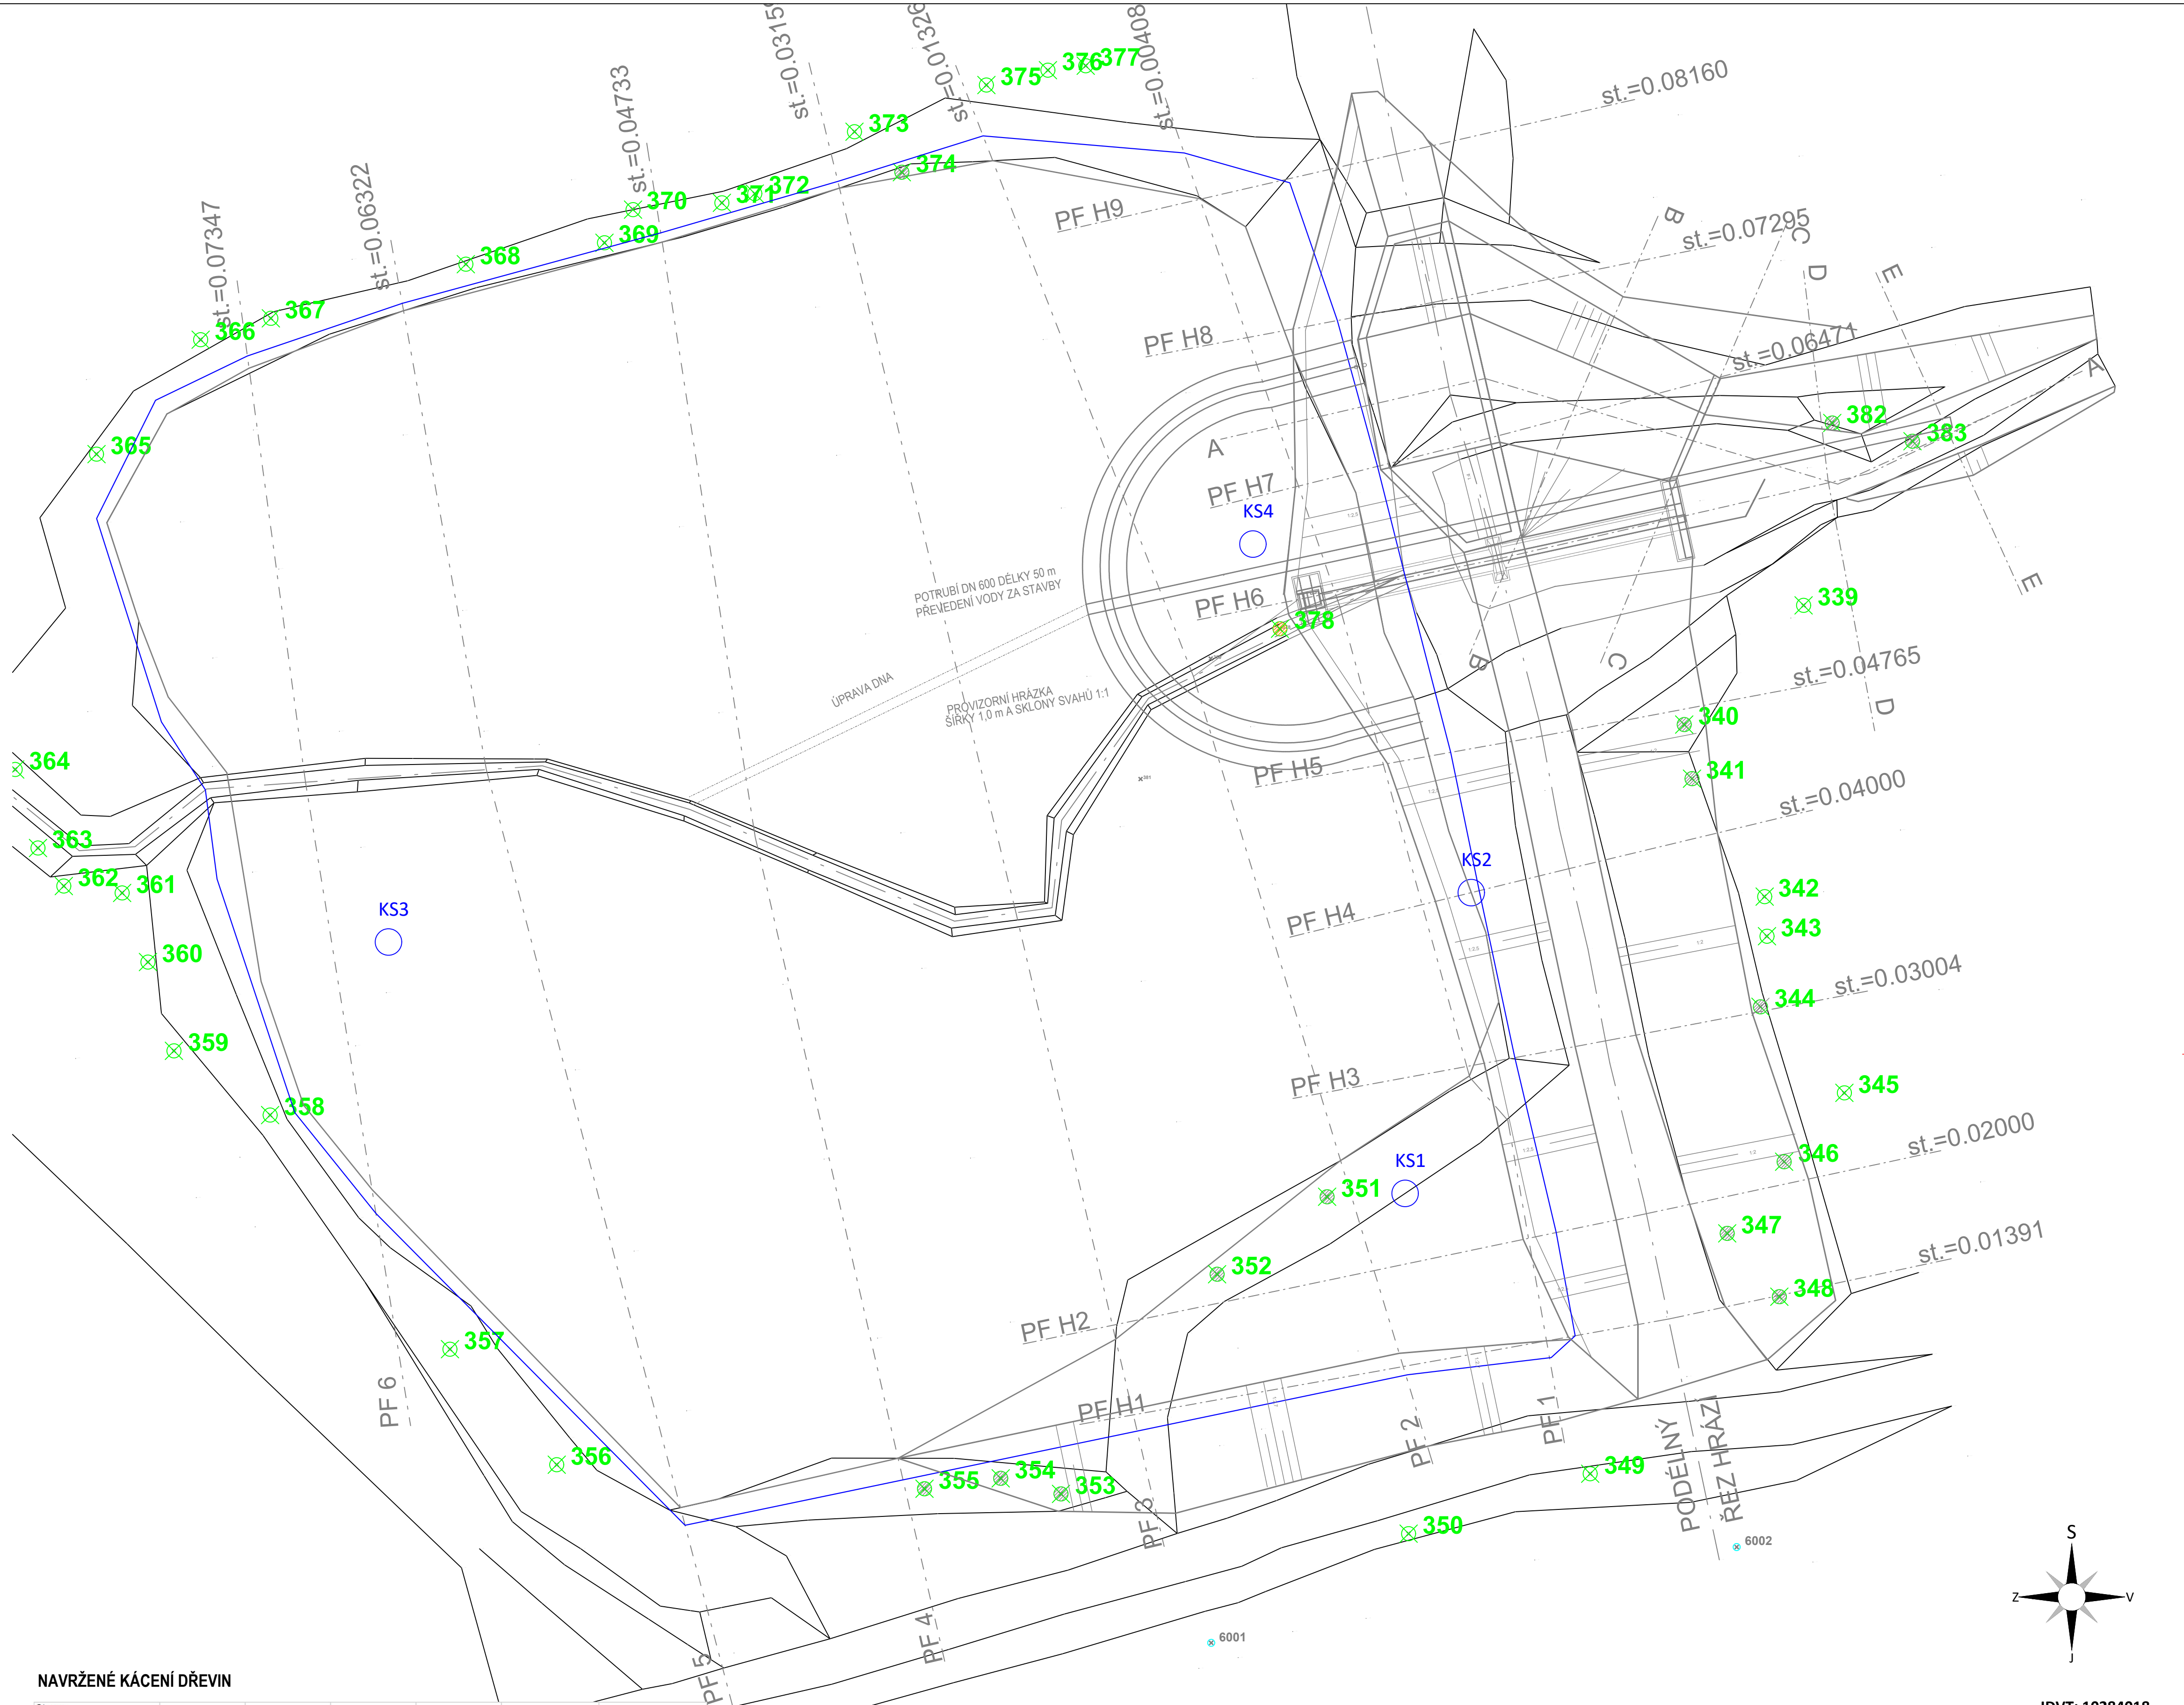 st.=0.07347
st.=0.06322
st.=0.04733
st.=0.0315
st.=0.01326
st.=0.00408
st.=0.08160
st.=0.07295
st.=0.06471
st.=0.04765
st.=0.04000
st.=0.03004
st.=0.02000
st.=0.01391
375
376
377
373
374
372
371
370
369
368
367
366
365
364
363
362
361
360
359
358
357
356
355
354
353
352
351
350
349
348
347
346
345
344
343
342
341
340
339
378
382
383
PF H9
PF H8
PF H7
PF H6
PF H5
PF H4
PF H3
PF H2
PF H1
A
A
B
B
C
C
D
D
E
E
KS4
KS2
KS3
KS1
POTRUBÍ DN 600 DÉLKY 50 m
PŘEVEDENÍ VODY ZA STAVBY
ÚPRAVA DNA
PROVIZORNÍ HRÁZKA
ŠÍŘKY 1,0 m A SKLONY SVAHŮ 1:1
PF 6
PF 5
PF 4
PF 3
PF 2
PF 1
PODÉLNÝ
ŘEZ HRÁZÍ
6002
6001
S
Z
V
J
NAVRŽENÉ KÁCENÍ DŘEVIN